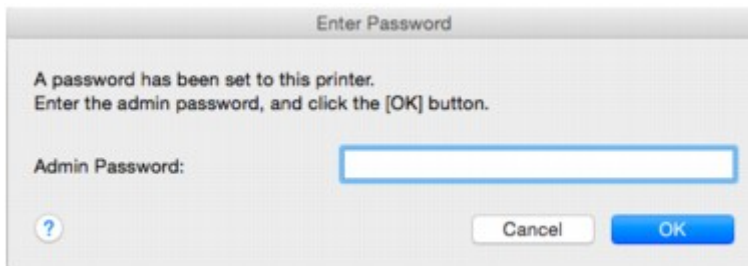 Enter Password
A password has been set to this printer.
Enter the admin password, and click the [OK] button.
Admin Password:
?
Cancel
OK